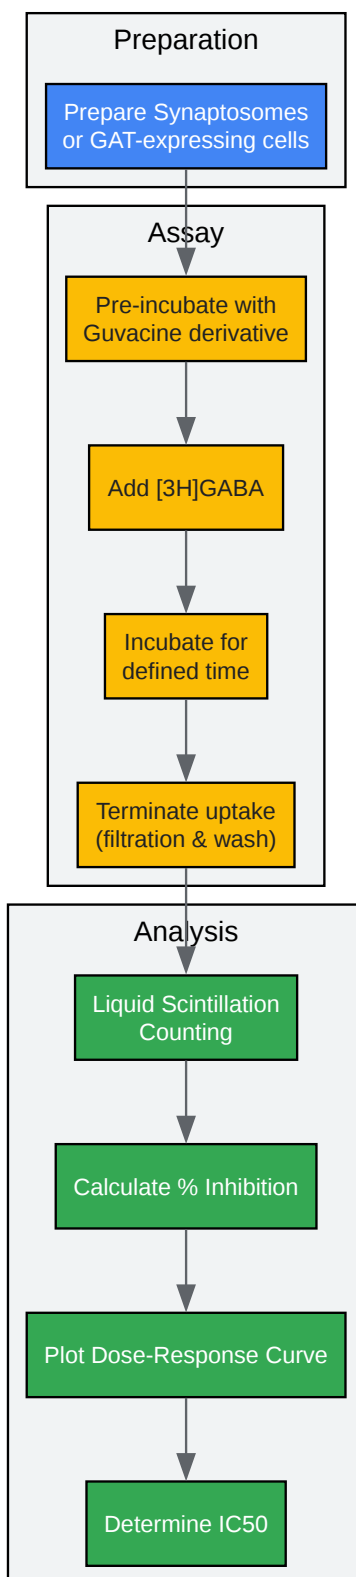 Preparation
Prepare Synaptosomes
or GAT-expressing cells
Assay
Pre-incubate with
Guvacine derivative
Add [3H]GABA
Incubate for
defined time
Terminate uptake
(filtration & wash)
Analysis
Liquid Scintillation
Counting
Calculate % Inhibition
Plot Dose-Response Curve
Determine IC50